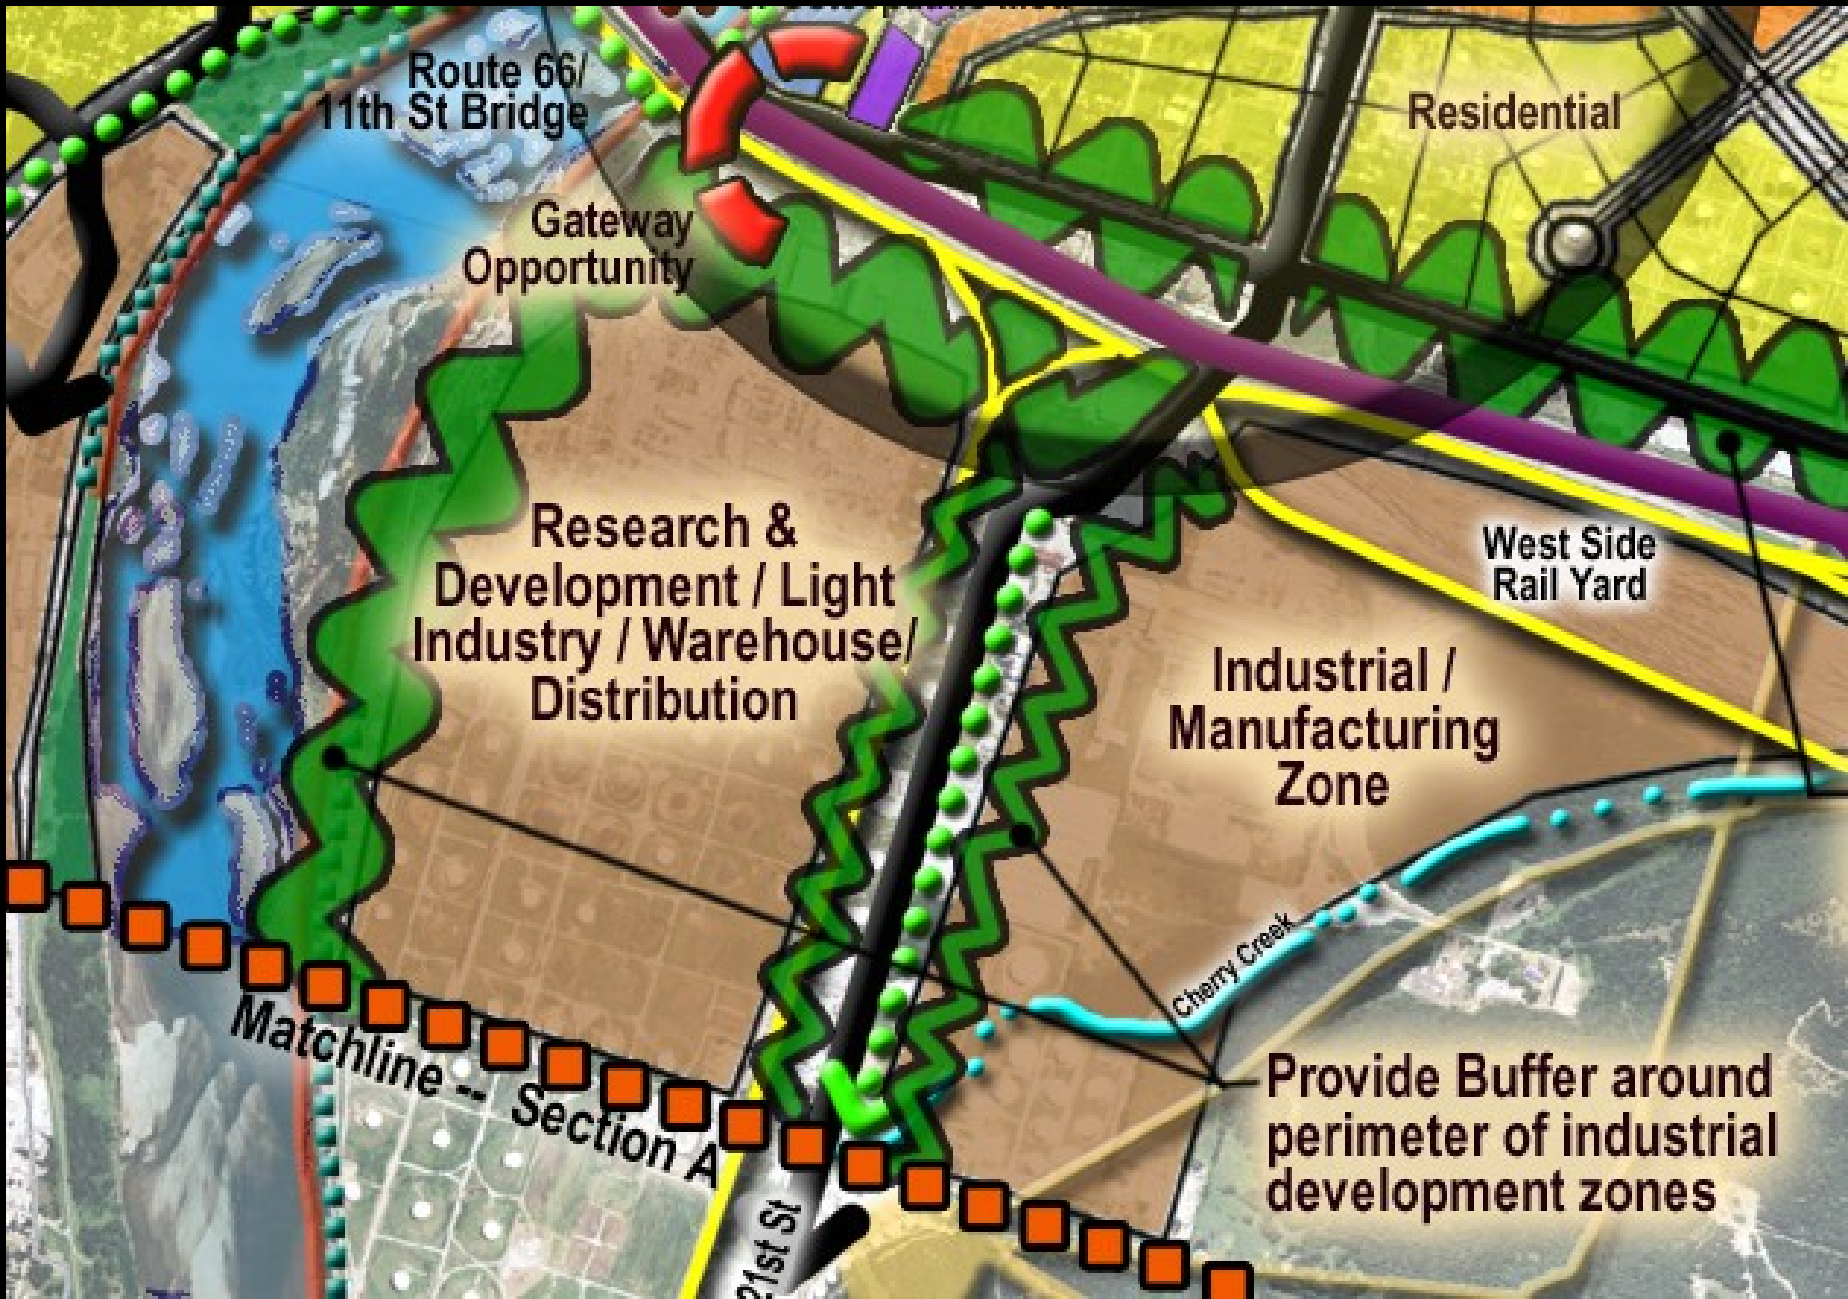 Route 66/
11th St Bridge
Residential
Gateway
Opportunity
Research &
Development / Light
Industry / Warehouse/
Distribution
West Side
Rail Yard
Industrial /
Manufacturing
Zone
Cherry Creek
Matchline -- Section A
Provide Buffer around
perimeter of industrial
development zones
21st St